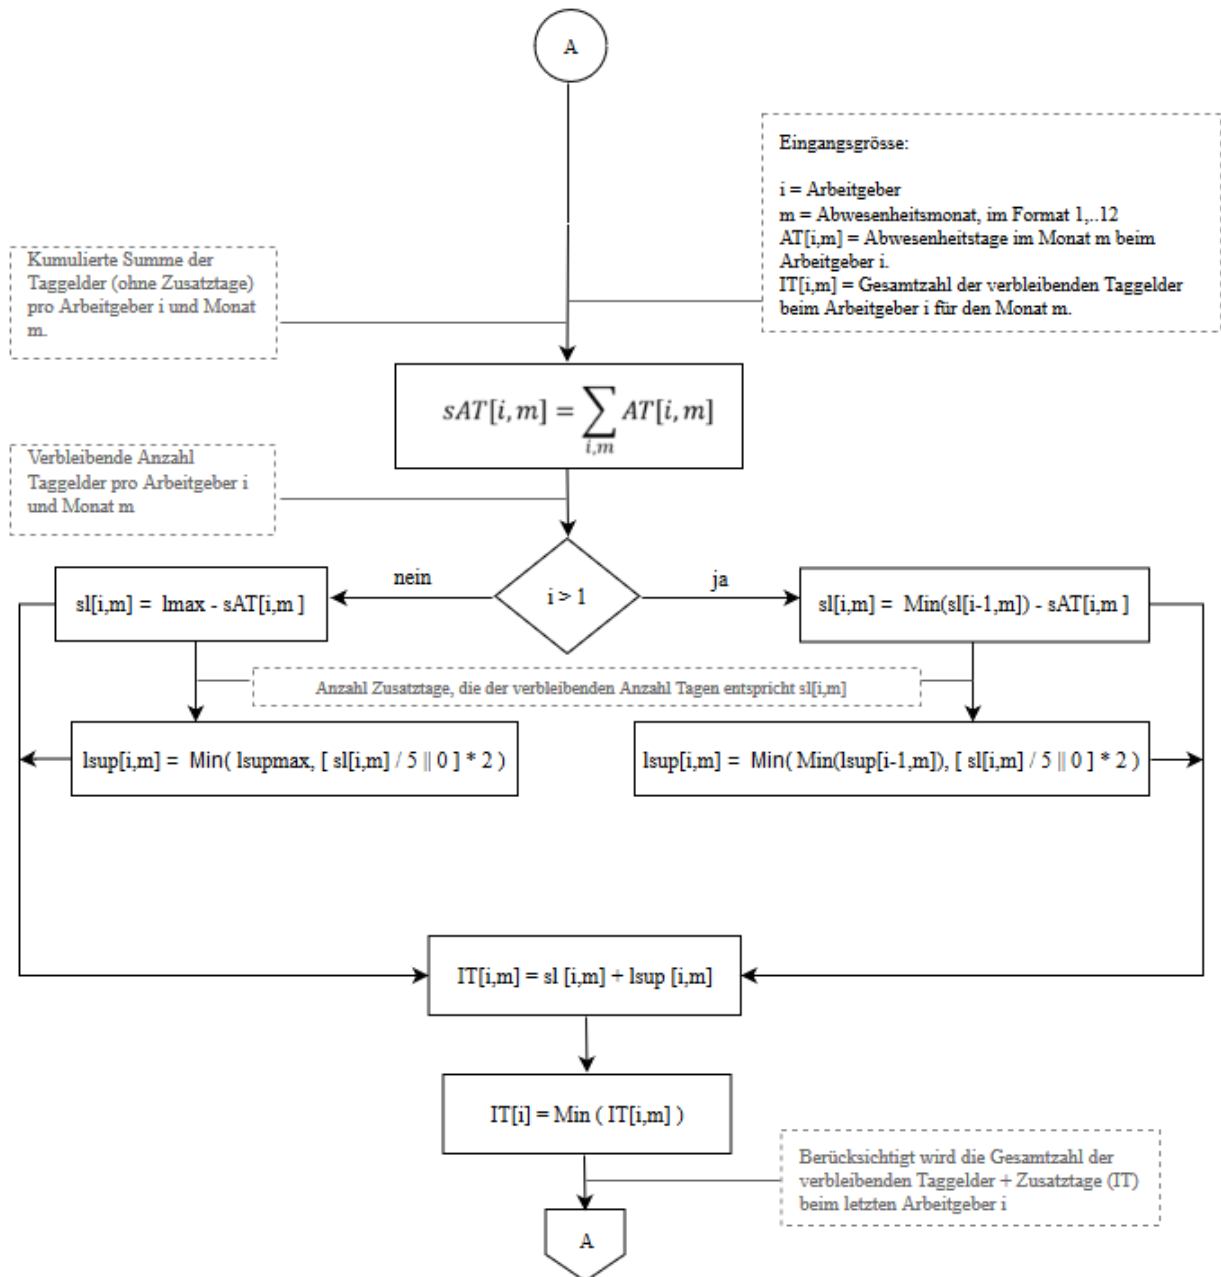 A
Eingangsgrösse:
i = Arbeitgeber
m = Abwesenheitsmonat, im Format 1,..12
AT[i,m] = Abwesenheitstage im Monat m beim
Arbeitgeber i.
IT[i,m] = Gesamtzahl der verbleibenden Taggelder
beim Arbeitgeber i für den Monat m.
Kumulierte Summe der
Taggelder (ohne Zusatztage)
pro Arbeitgeber i und Monat
m.
sAT[i,m] = ∑ AT[i,m]
i,m
Verbleibende Anzahl
Taggelder pro Arbeitgeber i
und Monat m
i > 1
nein
ja
sl[i,m] = lmax - sAT[i,m ]
sl[i,m] = Min(sl[i-1,m]) - sAT[i,m ]
Anzahl Zusatztage, die der verbleibenden Anzahl Tagen entspricht sl[i,m]
lsup[i,m] = Min( lsupmax, [ sl[i,m] / 5 || 0 ] * 2 )
lsup[i,m] = Min( Min(lsup[i-1,m]), [ sl[i,m] / 5 || 0 ] * 2 )
IT[i,m] = sl [i,m] + lsup [i,m]
IT[i] = Min ( IT[i,m] )
Berücksichtigt wird die Gesamtzahl der
verbleibenden Taggelder + Zusatztage (IT)
beim letzten Arbeitgeber i
A